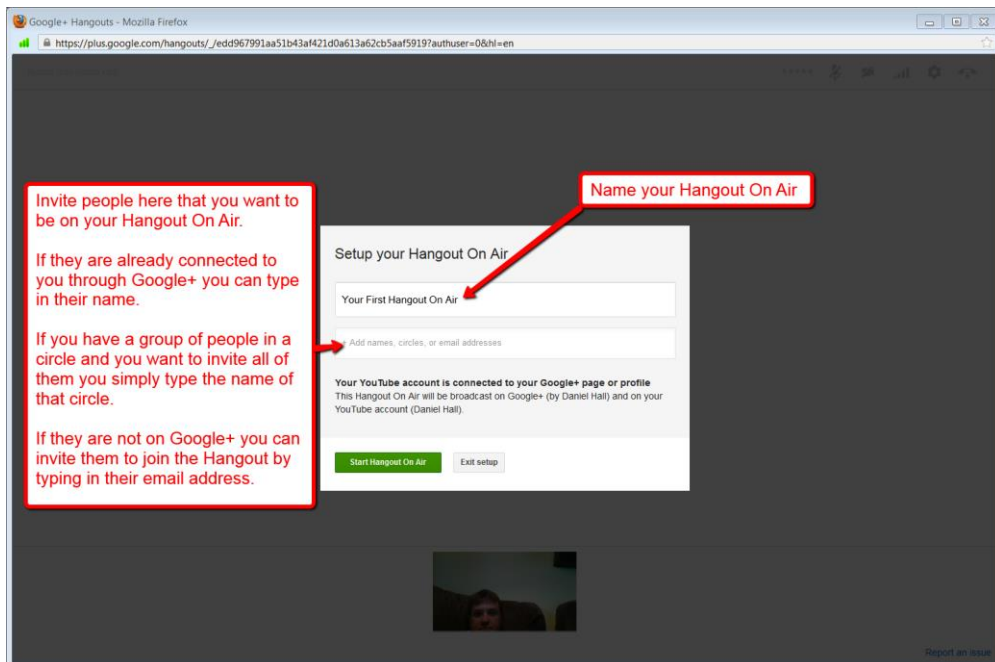 Google+ Hangouts - Mozilla Firefox
https://plus.google.com/hangouts/_/edd967991aa51b43af421d0a613a62cb5aaf5919?authuser=0&hl=en
Name your Hangout On Air
Invite people here that you want to
be on your Hangout On Air.
If they are already connected to
you through Google+ you can type
in their name.
If you have a group of people in a
circle and you want to invite all of
them you simply type the name of
that circle.
If they are not on Google+ you can
invite them to join the Hangout by
typing in their email address.
Setup your Hangout On Air
Your First Hangout On Air
Add names, circles, or email addresses
Your YouTube account is connected to your Google+ page or profile
This Hangout On Air will be broadcast on Google+ (by Daniel Hall) and on your
YouTube account (Daniel Hall).
Start Hangout On Air
Exit setup
Report an issue